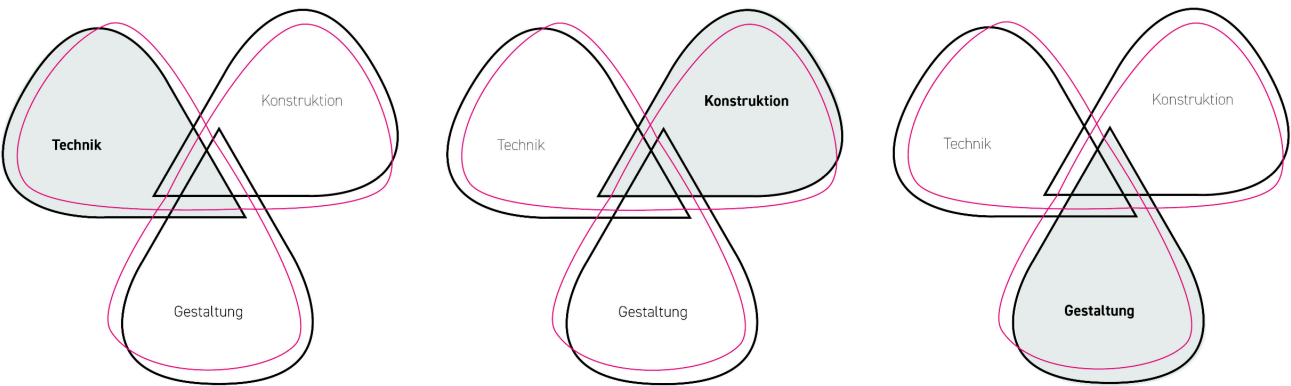 Konstruktion
Technik
Gestaltung
Konstruktion
Technik
Gestaltung
Konstruktion
Technik
Gestaltung